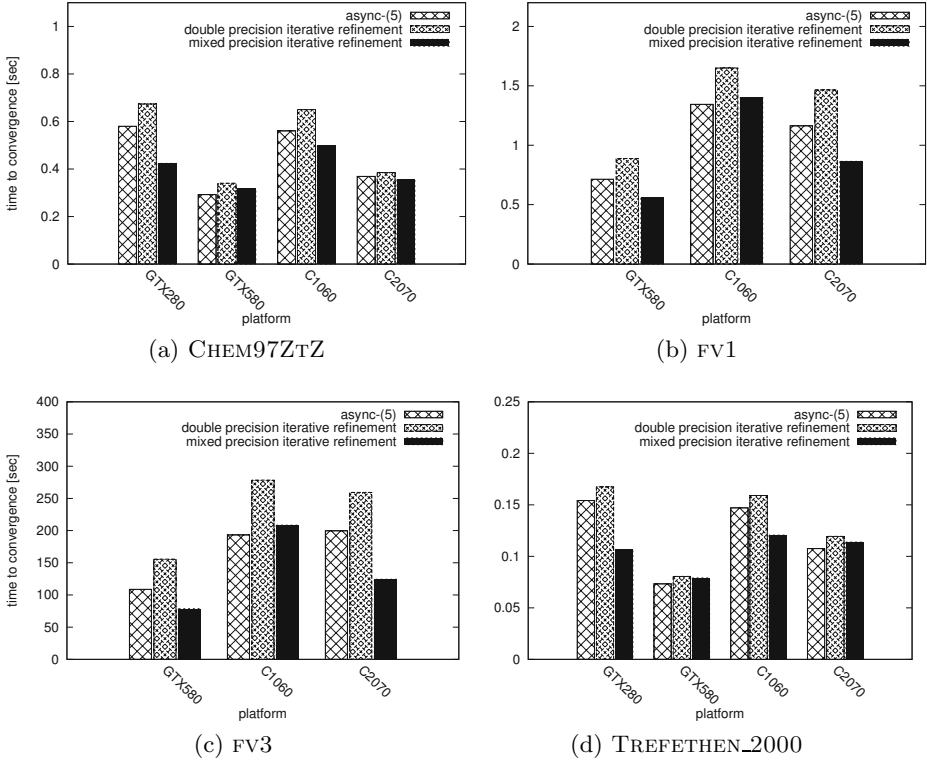 async-(5)
double precision iterative refinement
mixed precision iterative refinement
time to convergence [sec]
1
0.8
0.6
0.4
0.2
0
GTX280
GTX580
C1060
C2070
platform
(a) Chem97ZtZ
async-(5)
double precision iterative refinement
mixed precision iterative refinement
2
1.5
1
0.5
0
GTX580
C1060
C2070
platform
(b) fv1
async-(5)
double precision iterative refinement
mixed precision iterative refinement
time to convergence [sec]
400
350
300
250
200
150
100
50
0
GTX580
C1060
C2070
platform
(c) fv3
async-(5)
double precision iterative refinement
mixed precision iterative refinement
0.25
0.2
0.15
0.1
0.05
0
GTX280
GTX580
C1060
C2070
platform
(d) Trefethen_2000